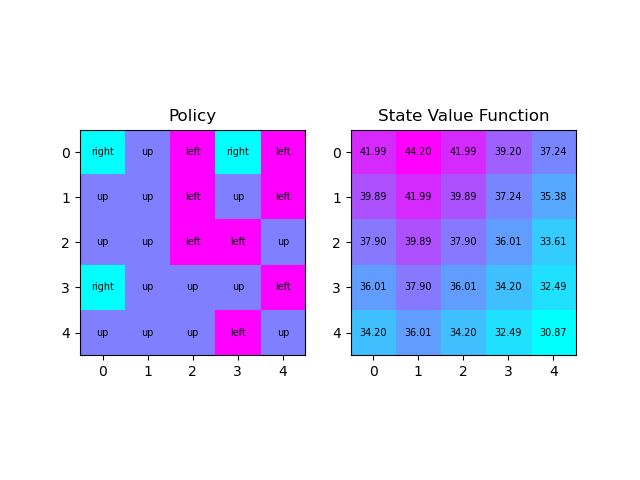 Policy State Value Function
0 right up left right left 0 41.99 44.20 41.99 39.20 37.24
1 up up left up left 1 39.89 41.99 39.89 37.24 35.38
2 up up left left up 2 37.90 39.89 37.90 36.01 33.61
3 right up up up left 3 36.01 37.90 36.01 34.20 32.49
4 up up up left up 4 34.20 36.01 34.20 32.49 30.87
0 1 2 3 4 0 1 2 3 4